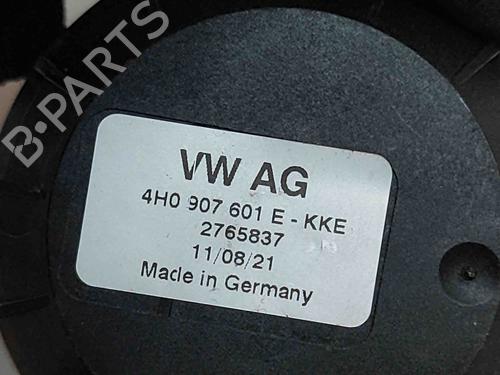 B-PARTS
VW AG
4H0 907 601 E - KKE
2765837
11/08/21
Made in Germany